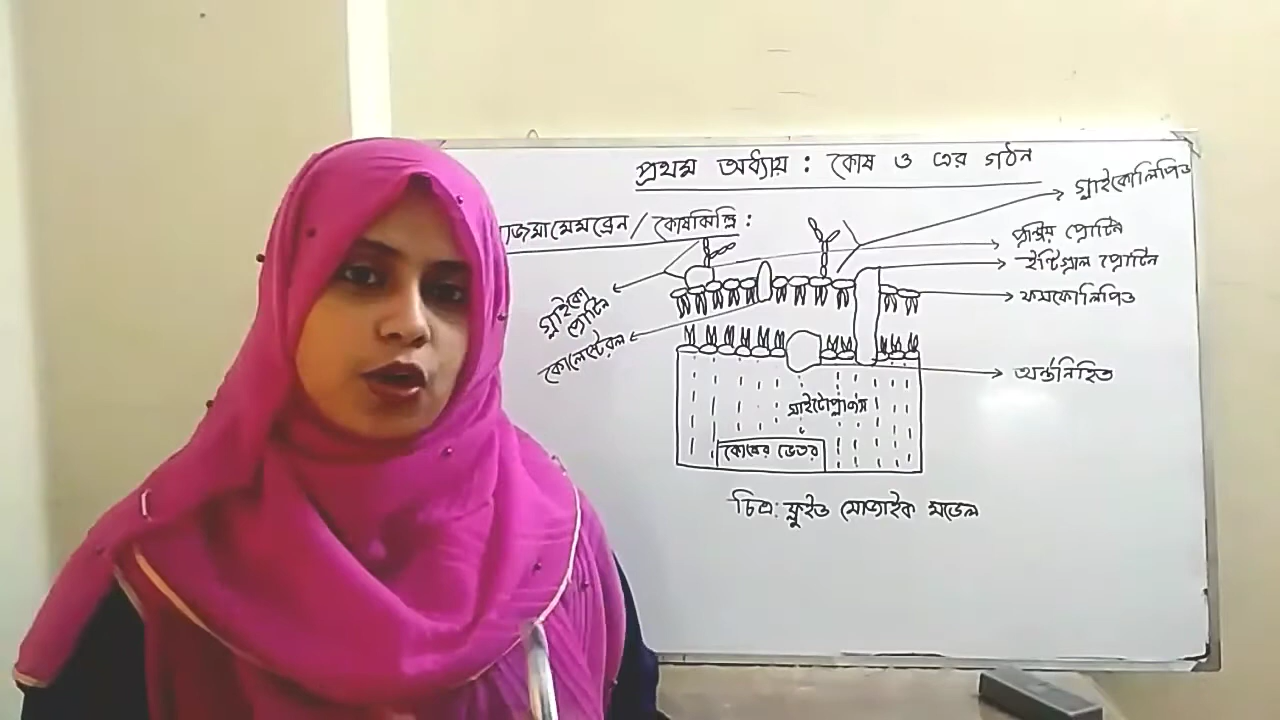 প্রথম অধ্যায় : কোষ ও এর গঠন
গ্লাইকোলিপিড
জমামেমব্রেন / কোষঝিল্লি :
প্রান্তীয় প্রোটিন
ইন্টিগ্রাল প্রোটিন
গ্লাইকো
প্রোটিন
ফসফোলিপিড
কোলেস্টেরল
অর্ন্তনিহিত
সাইটোপ্লাজম
কোষের ভেতর
চিত্র: ফ্লুইড মোজাইক মডেল